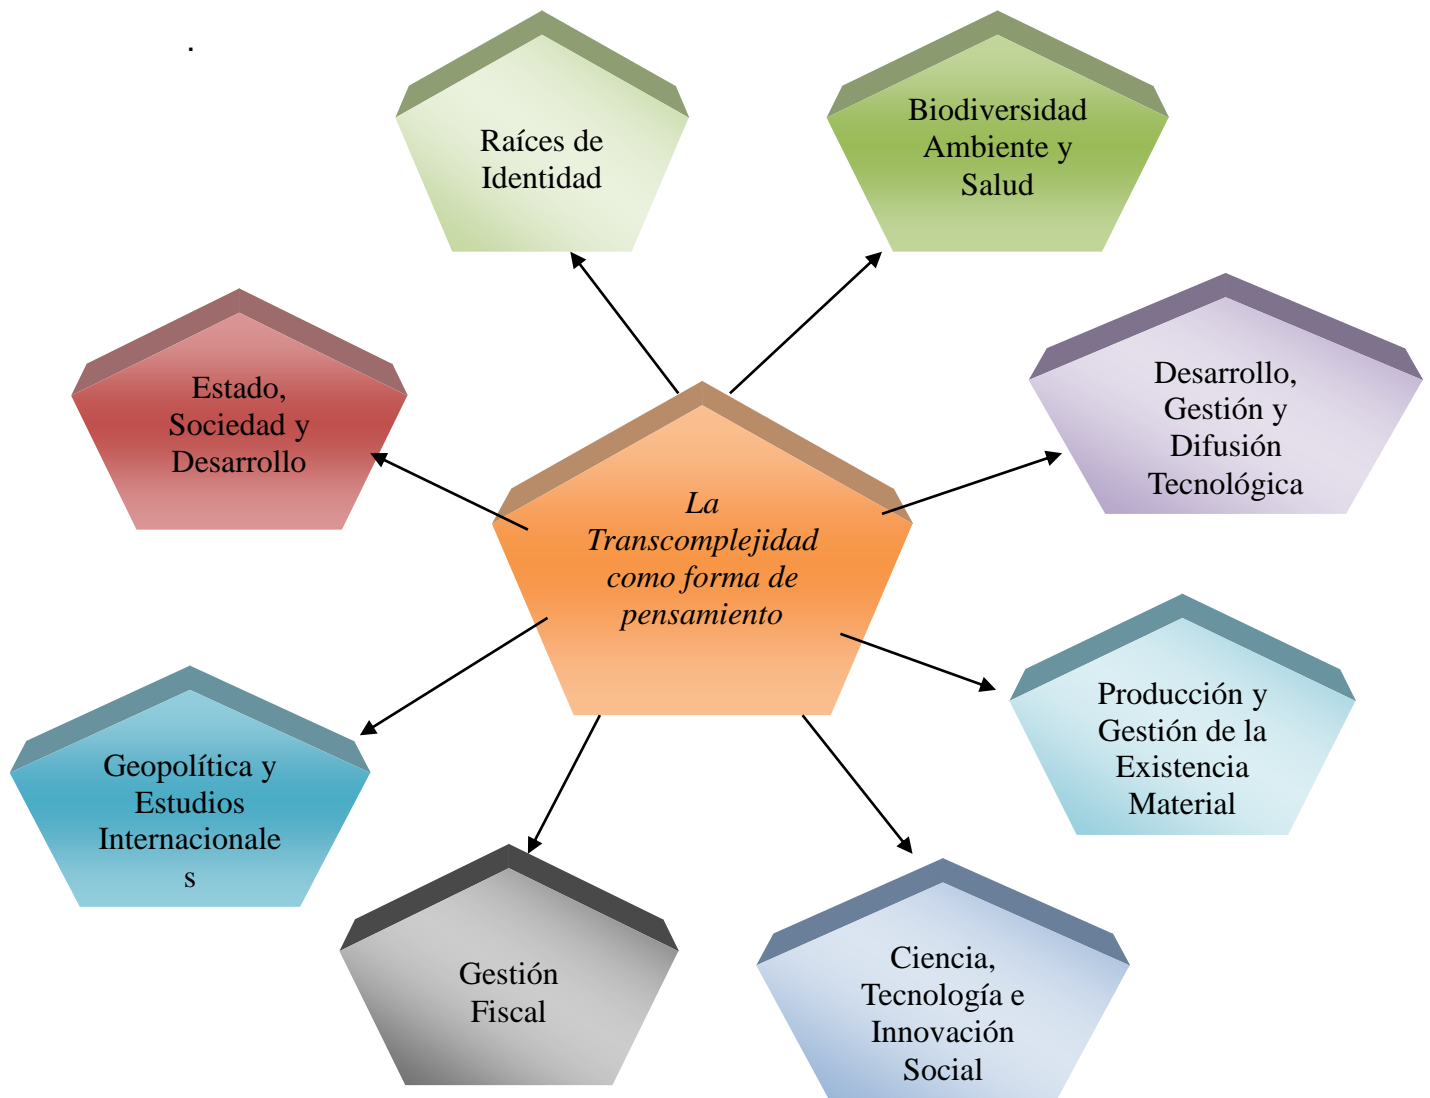 .
Raíces de
Identidad
Biodiversidad
Ambiente y
Salud
Estado,
Sociedad y
Desarrollo
Desarrollo,
Gestión y
Difusión
Tecnológica
La
Transcomplejidad
como forma de
pensamiento
Geopolítica y
Estudios
Internacionale
s
Producción y
Gestión de la
Existencia
Material
Gestión
Fiscal
Ciencia,
Tecnología e
Innovación
Social